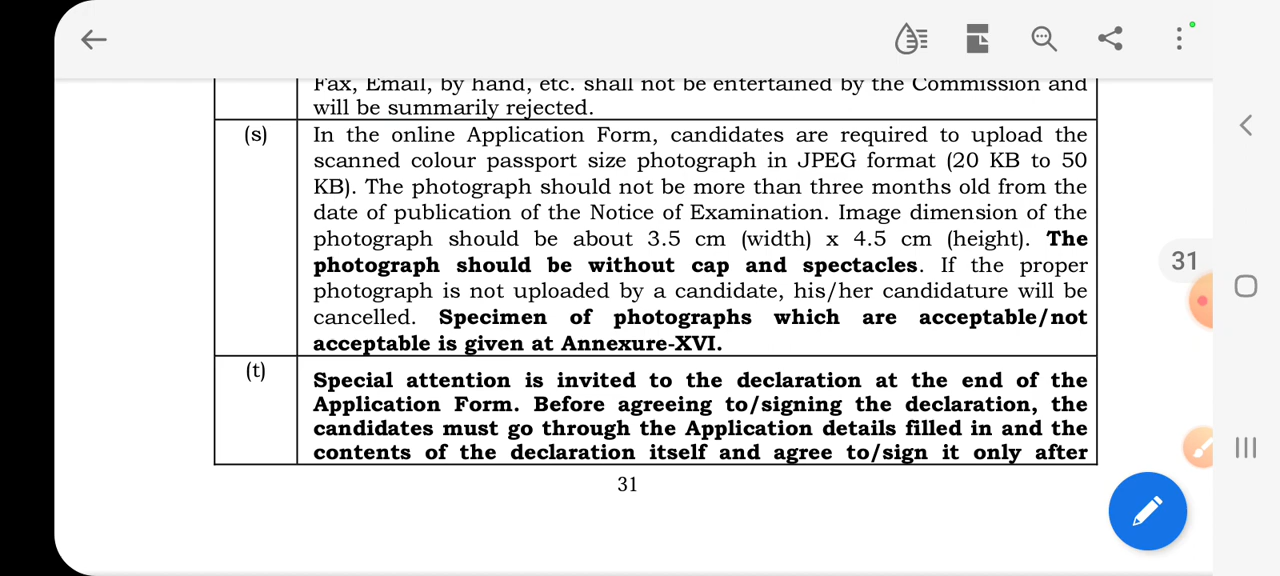 Fax, Email, by hand, etc. shall not be entertained by the Commission and
will be summarily rejected.
(s)
In the online Application Form, candidates are required to upload the
scanned colour passport size photograph in JPEG format (20 KB to 50
KB). The photograph should not be more than three months old from the
date of publication of the Notice of Examination. Image dimension of the
photograph should be about 3.5 cm (width) x 4.5 cm (height). The
photograph should be without cap and spectacles. If the proper
photograph is not uploaded by a candidate, his/her candidature will be
cancelled. Specimen of photographs which are acceptable/not
acceptable is given at Annexure-XVI.
(t)
Special attention is invited to the declaration at the end of the
Application Form. Before agreeing to/signing the declaration, the
candidates must go through the Application details filled in and the
contents of the declaration itself and agree to/sign it only after
31
31